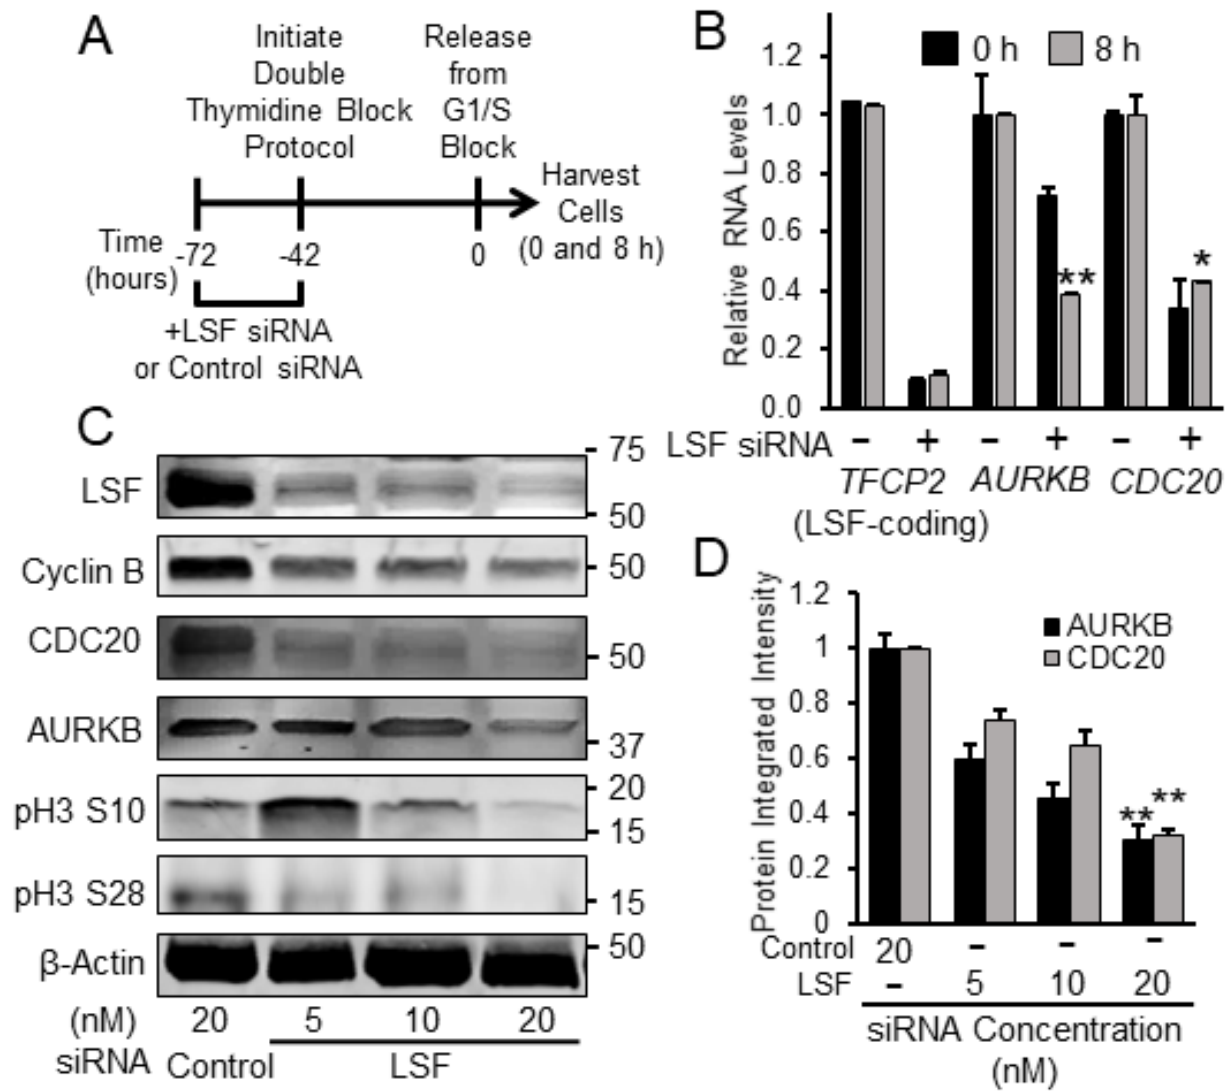 A
Initiate
Double
Thymidine Block
Protocol
Release
from
G1/S
Block
Harvest
Cells
(0 and 8 h)
Time
(hours)
-72
-42
0
+LSF siRNA
or Control siRNA
B
0 h
8 h
Relative RNA Levels
1.2
1.0
0.8
0.6
0.4
0.2
0.0
**
*
LSF siRNA
− + − + − +
TFCP2 AURKB CDC20
(LSF-coding)
C
LSF
75
50
Cyclin B
50
CDC20
50
AURKB
37
pH3 S10
20
15
pH3 S28
15
β-Actin
50
(nM) 20 5 10 20
siRNA Control LSF
D
Protein Integrated Intensity
1.2
1
0.8
0.6
0.4
0.2
0
AURKB
CDC20
**
**
Control 20 - - -
LSF - 5 10 20
siRNA Concentration
(nM)